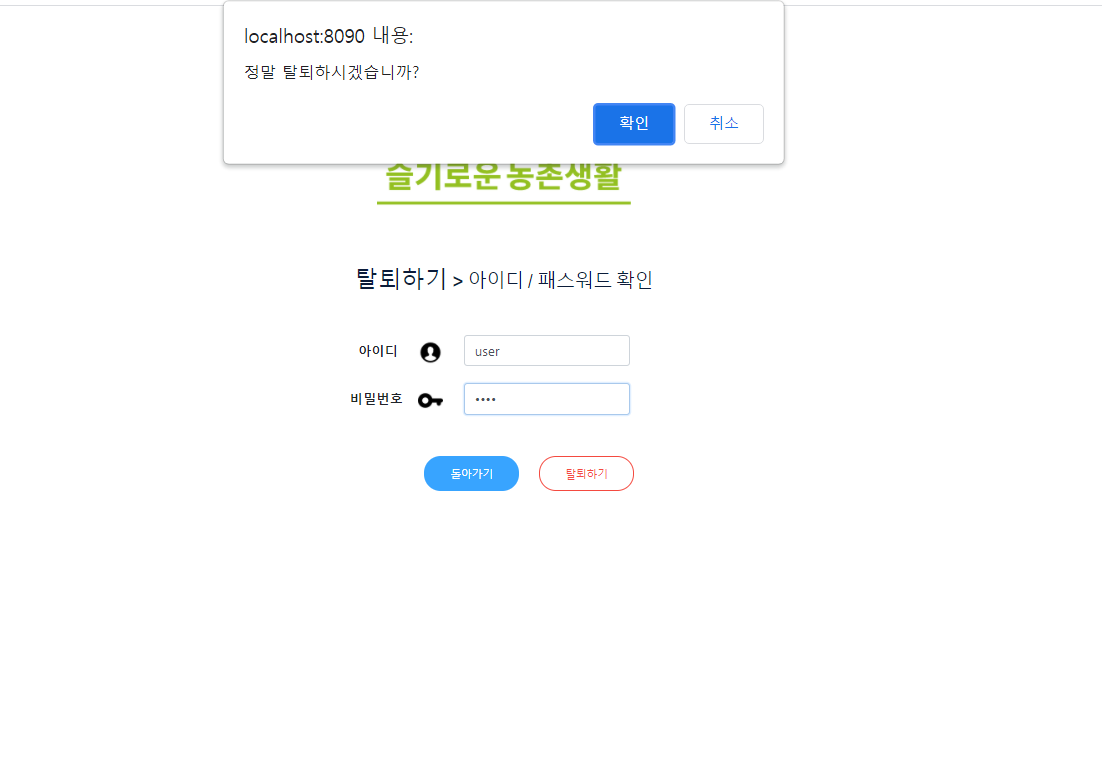 localhost:8090 내용:
정말 탈퇴하시겠습니까?
확인 취소
슬기로운 농촌생활
탈퇴하기 > 아이디 / 패스워드 확인
아이디 user
비밀번호 ••••
돌아가기 탈퇴하기